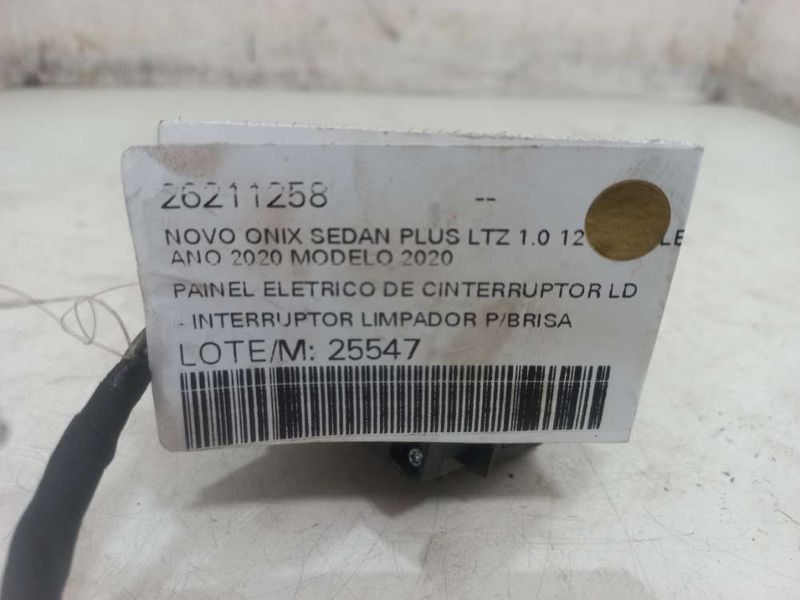 26211258 --
NOVO ONIX SEDAN PLUS LTZ 1.0 12
ANO 2020 MODELO 2020
PAINEL ELETRICO DE CINTERRUPTOR LD
- INTERRUPTOR LIMPADOR P/BRISA
LOTE/M: 25547